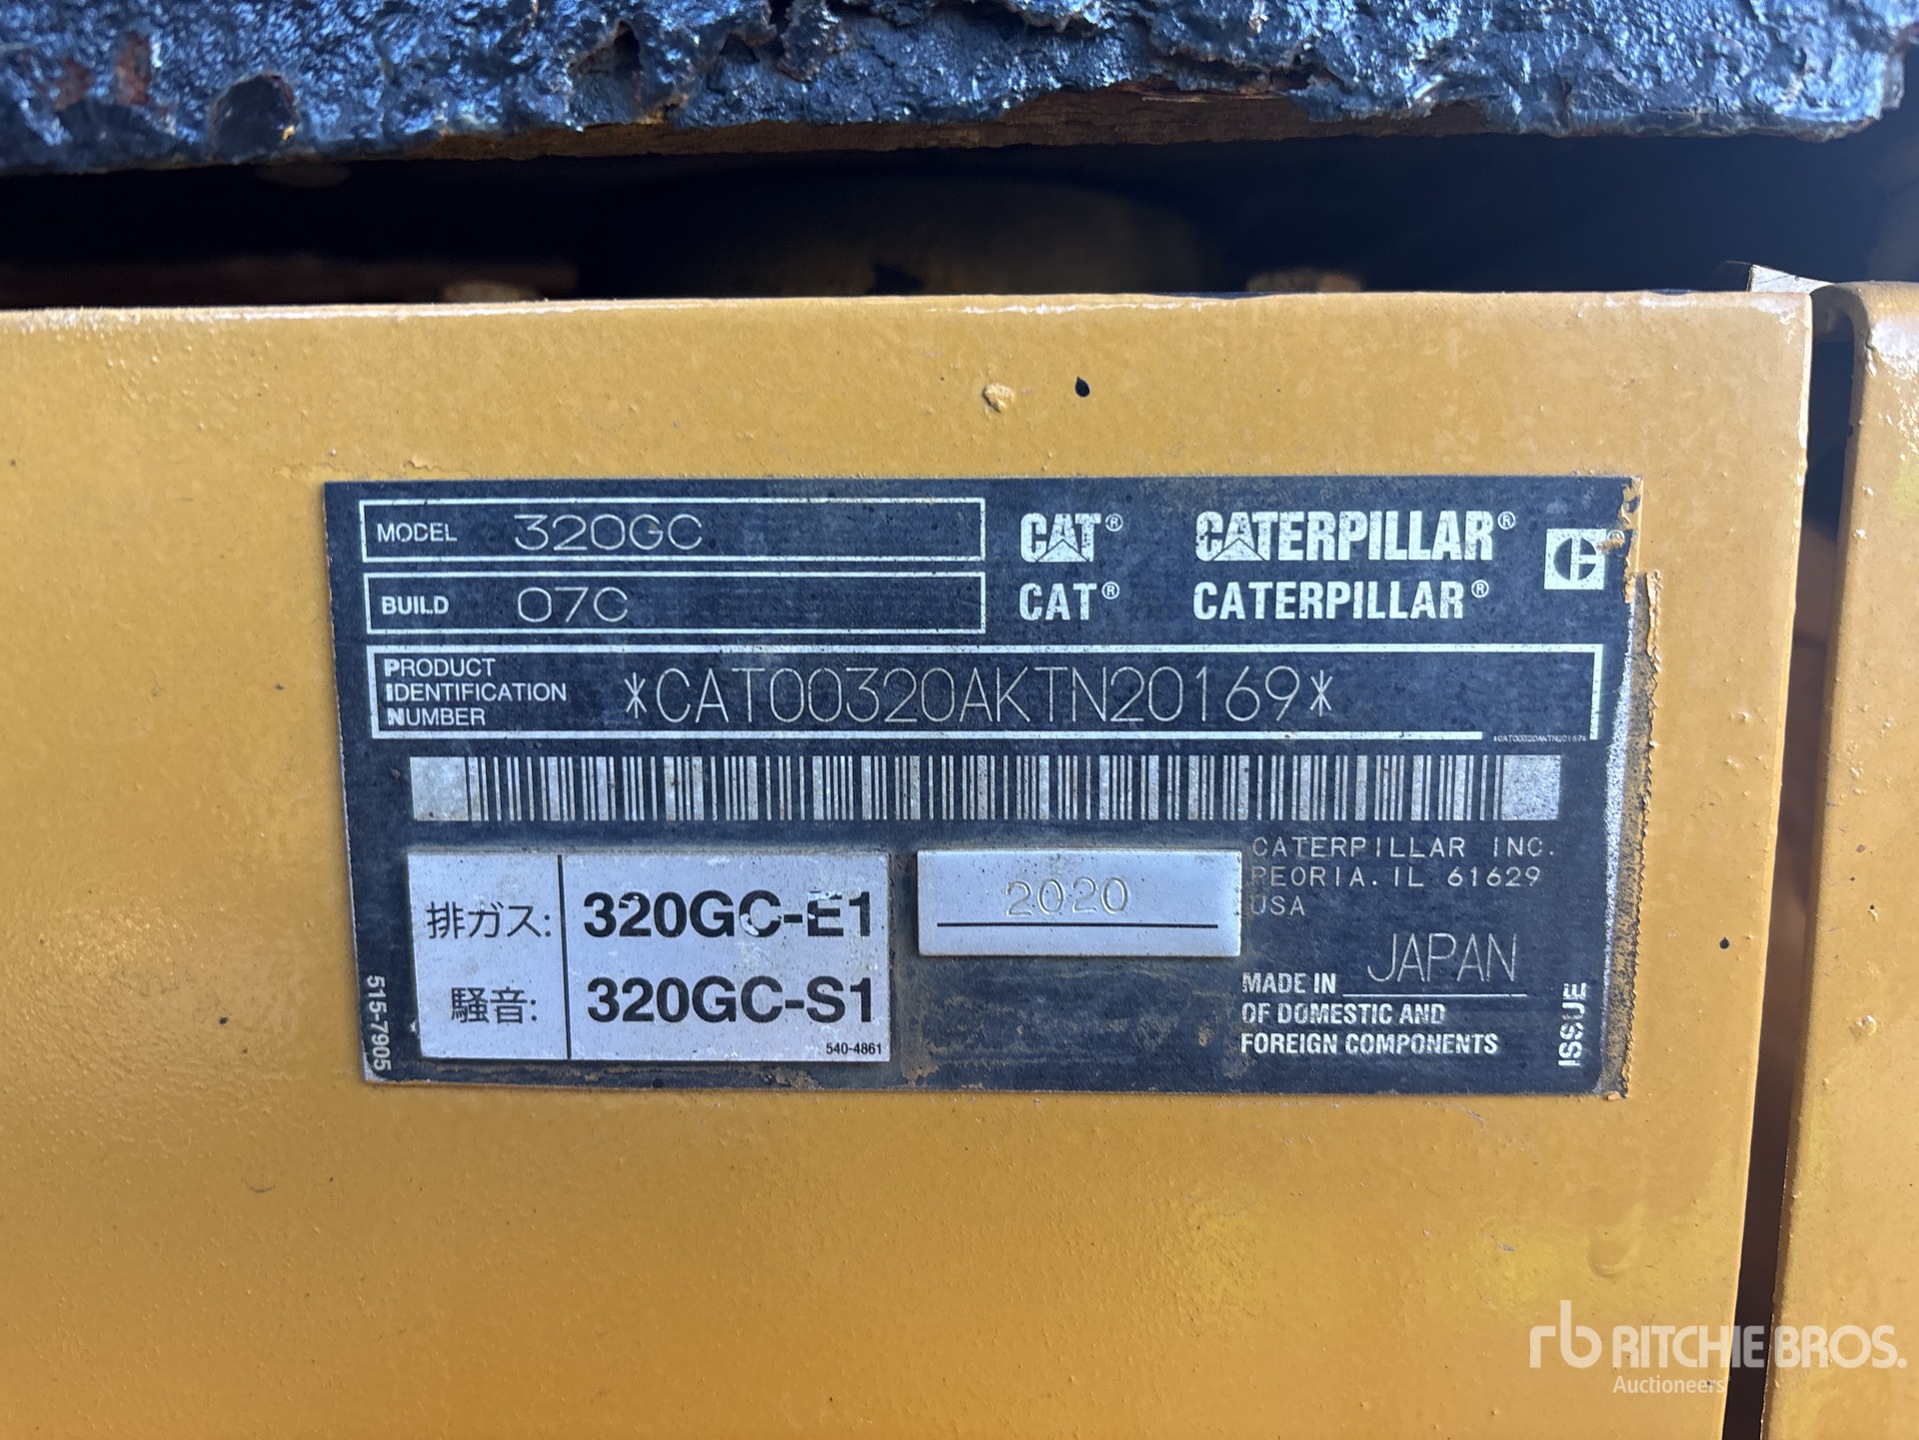 MODEL 320GC
BUILD 07C
CAT® CATERPILLAR®
CAT® CATERPILLAR®
PRODUCT
IDENTIFICATION
NUMBER
*CAT00320AKTN20169*
*CAT00320AKTN20169*
排ガス: 320GC-E1
騒音: 320GC-S1
540-4861
515-7905
2020
CATERPILLAR INC.
PEORIA. IL 61629
USA
MADE IN JAPAN
OF DOMESTIC AND
FOREIGN COMPONENTS
ISSUE
rb RITCHIE BROS.
Auctioneers